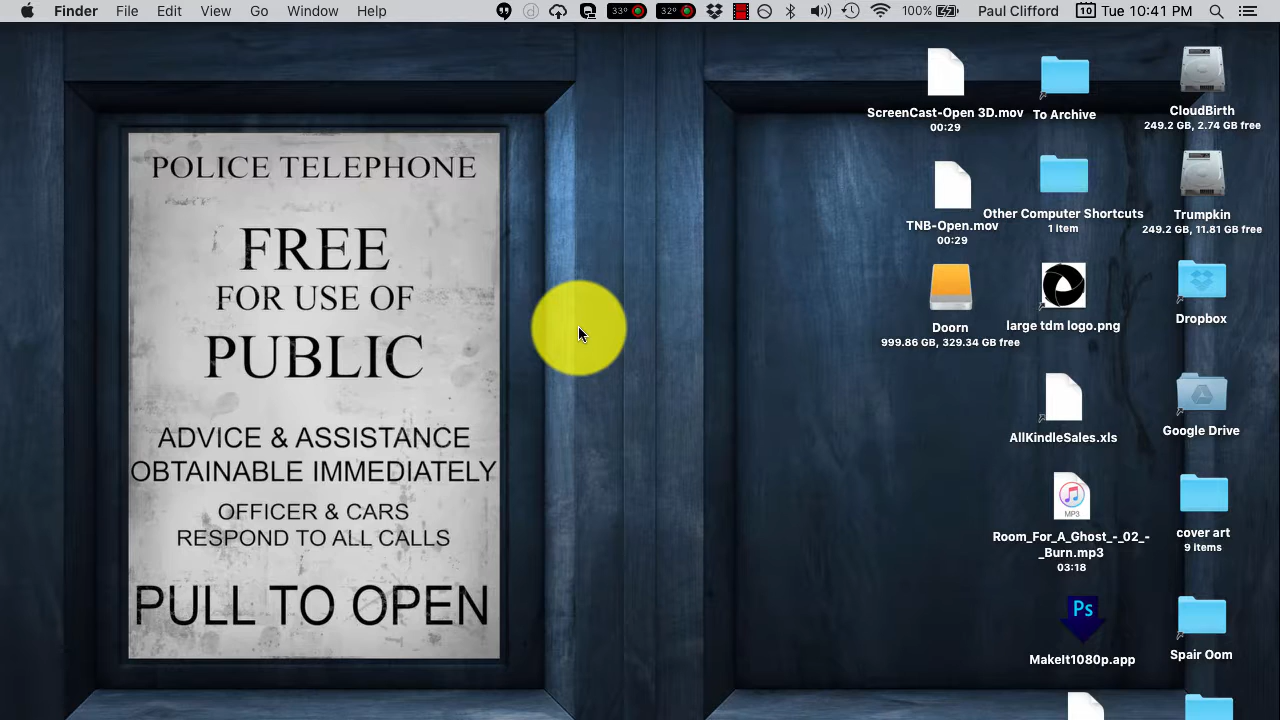 Finder File Edit View Go Window Help 33° 32° 100% Paul Clifford 10 Tue 10:41 PM
POLICE TELEPHONE
FREE
FOR USE OF
PUBLIC
ADVICE & ASSISTANCE
OBTAINABLE IMMEDIATELY
OFFICER & CARS
RESPOND TO ALL CALLS
PULL TO OPEN
ScreenCast-Open 3D.mov
00:29
To Archive
CloudBirth
249.2 GB, 2.74 GB free
TNB-Open.mov
00:29
Other Computer Shortcuts
1 item
Trumpkin
249.2 GB, 11.81 GB free
Doorn
999.86 GB, 329.34 GB free
large tdm logo.png
Dropbox
AllKindleSales.xls
Google Drive
MP3
Room_For_A_Ghost_-_02_-
_Burn.mp3
03:18
cover art
9 items
Ps
MakeIt1080p.app
Spair Oom